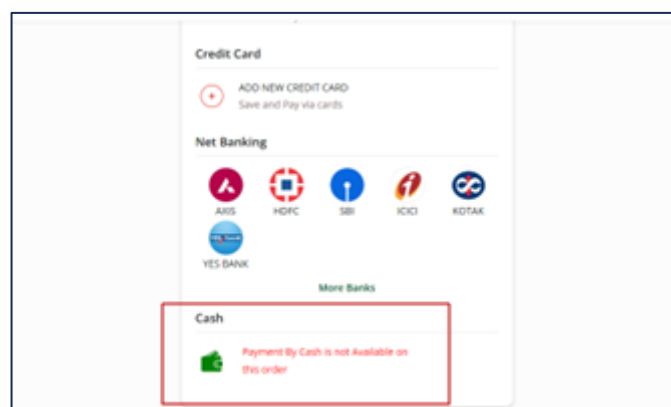 Credit Card
ADD NEW CREDIT CARD
Save and Pay via cards
Net Banking
AXIS HDFC SBI ICICI KOTAK
YES BANK
More Banks
Cash
Payment By Cash is not Available on
this order